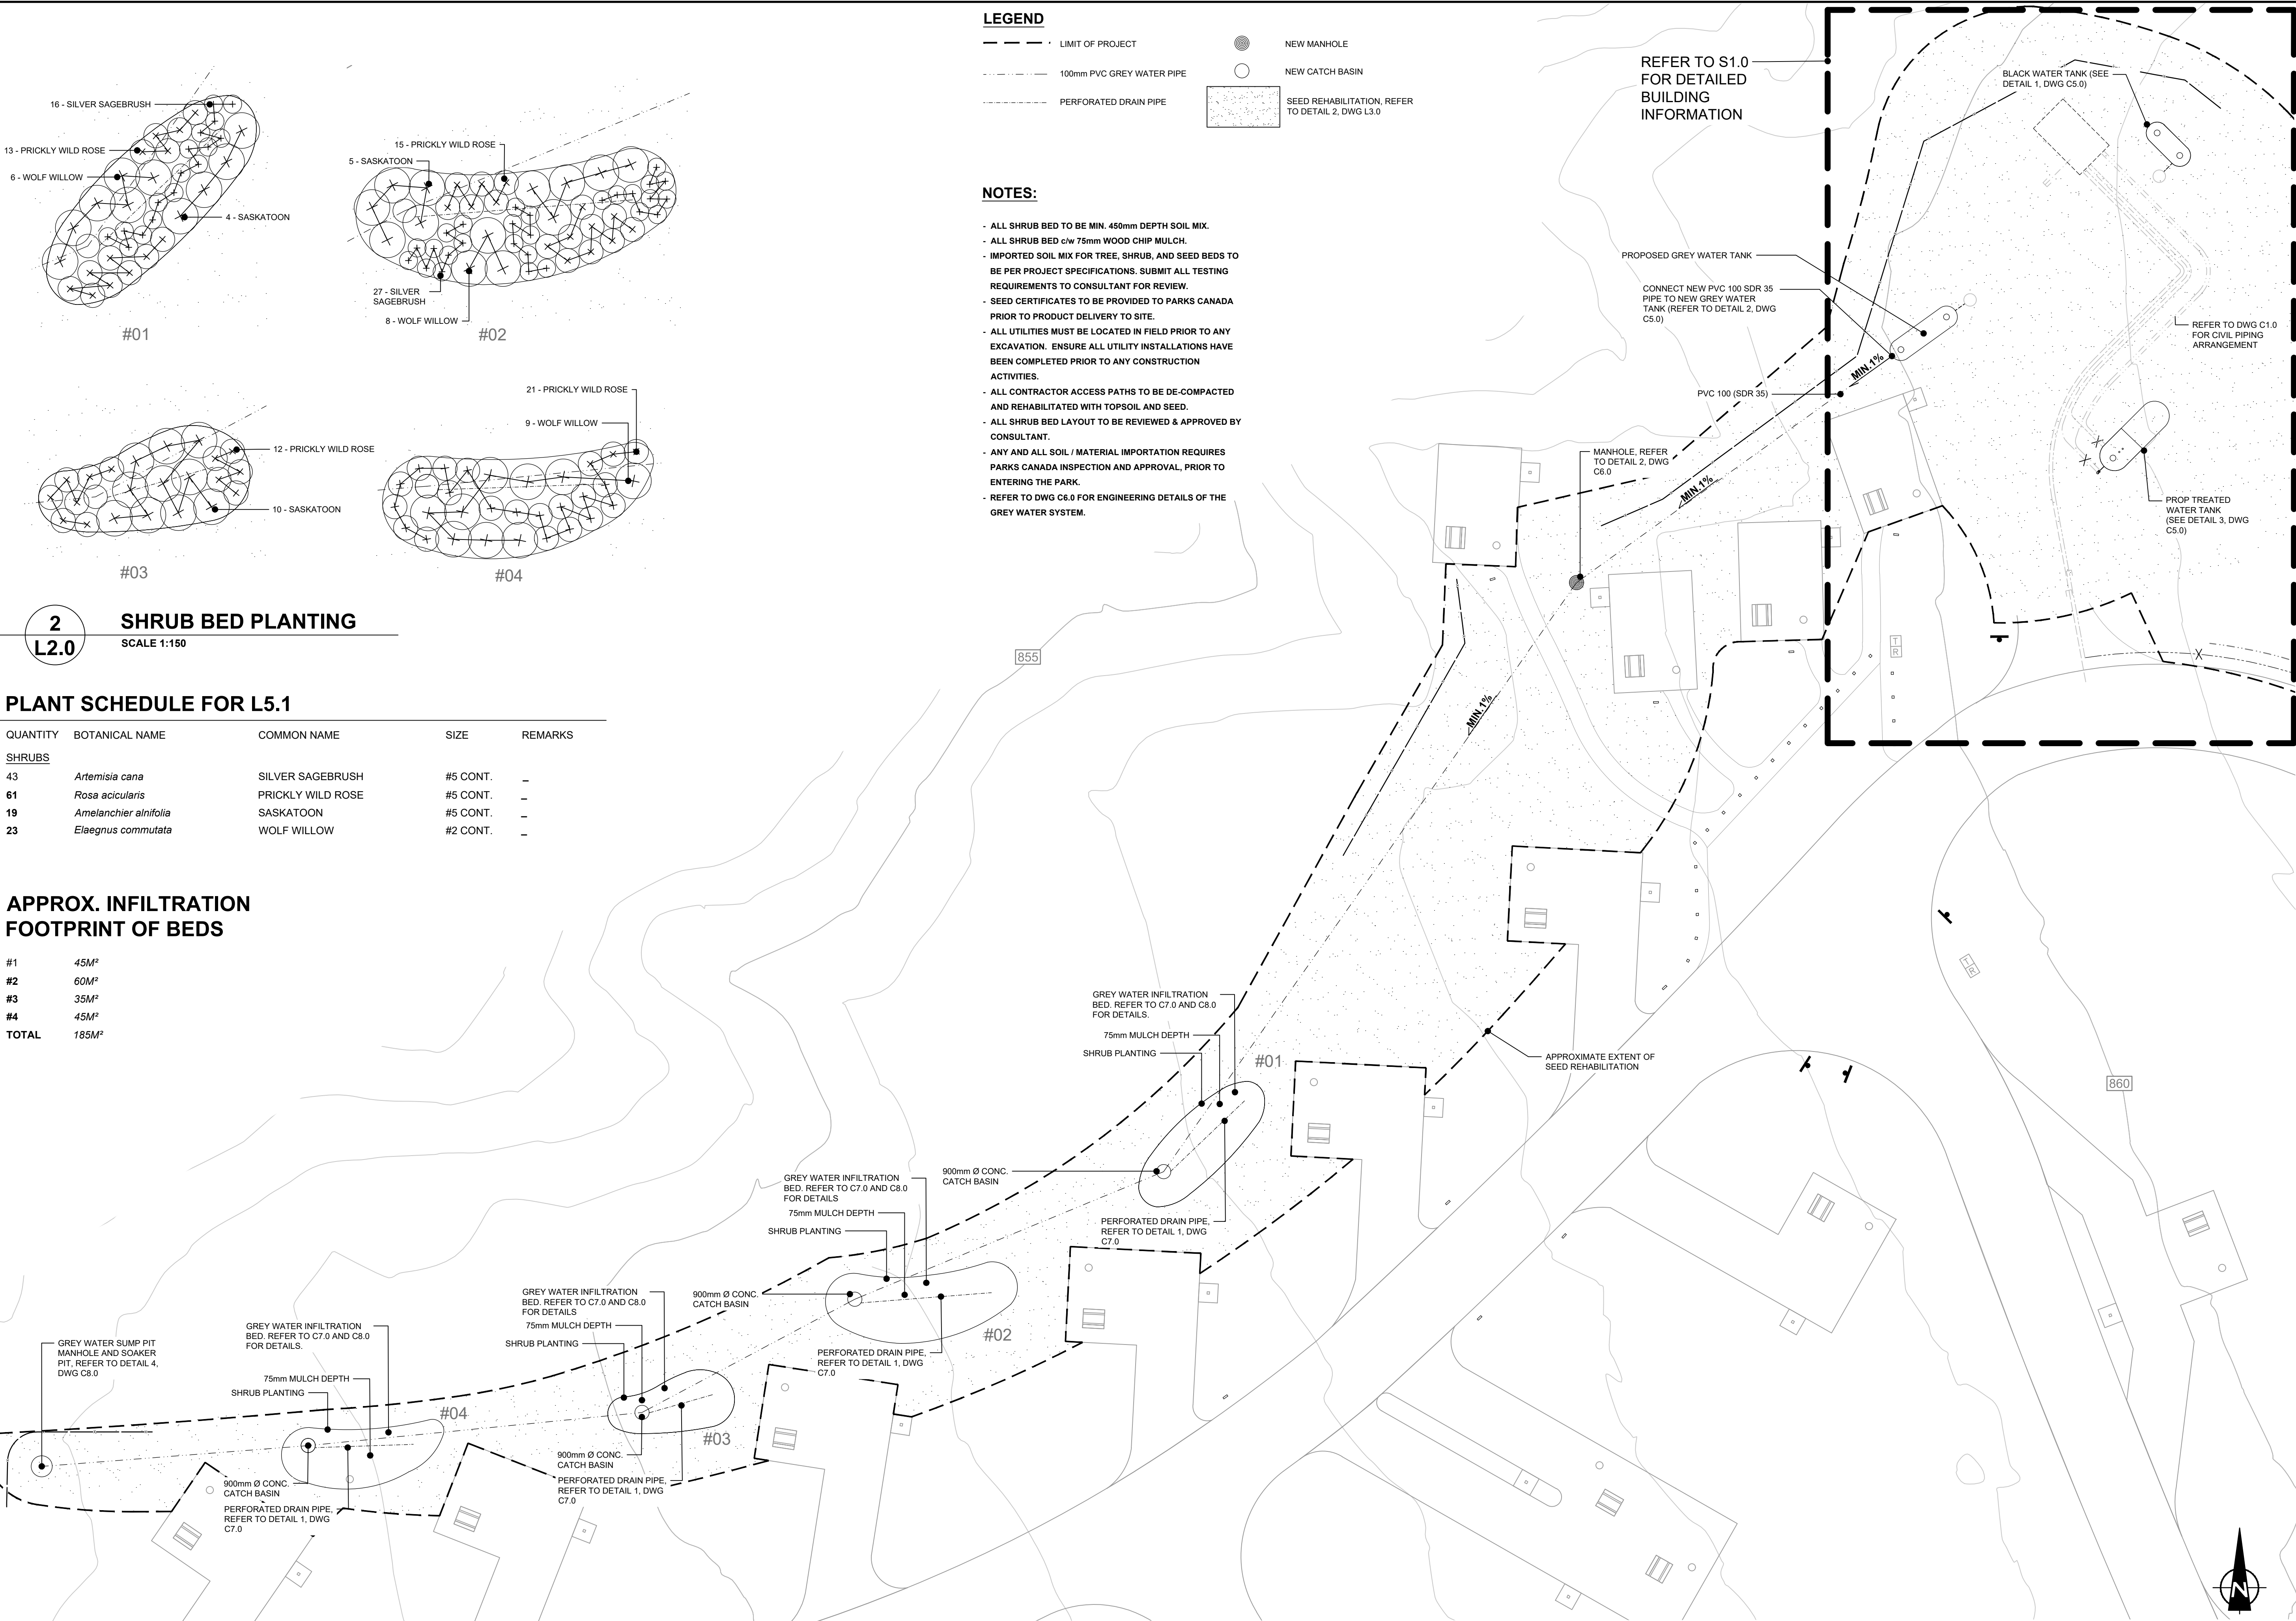 16 - SILVER SAGEBRUSH
13 - PRICKLY WILD ROSE
6 - WOLF WILLOW
4 - SASKATOON
#01
15 - PRICKLY WILD ROSE
5 - SASKATOON
27 - SILVER
SAGEBRUSH
8 - WOLF WILLOW
#02
12 - PRICKLY WILD ROSE
10 - SASKATOON
#03
21 - PRICKLY WILD ROSE
9 - WOLF WILLOW
#04
2
L2.0
SHRUB BED PLANTING
SCALE 1:150
PLANT SCHEDULE FOR L5.1
QUANTITY BOTANICAL NAME COMMON NAME SIZE REMARKS
SHRUBS
43 Artemisia cana SILVER SAGEBRUSH #5 CONT. _
61 Rosa acicularis PRICKLY WILD ROSE #5 CONT. _
19 Amelanchier alnifolia SASKATOON #5 CONT. _
23 Elaegnus commutata WOLF WILLOW #2 CONT. _
APPROX. INFILTRATION
FOOTPRINT OF BEDS
#1 45M²
#2 60M²
#3 35M²
#4 45M²
TOTAL 185M²
LEGEND
LIMIT OF PROJECT
100mm PVC GREY WATER PIPE
PERFORATED DRAIN PIPE
NEW MANHOLE
NEW CATCH BASIN
SEED REHABILITATION, REFER
TO DETAIL 2, DWG L3.0
NOTES:
- ALL SHRUB BED TO BE MIN. 450mm DEPTH SOIL MIX.
- ALL SHRUB BED c/w 75mm WOOD CHIP MULCH.
- IMPORTED SOIL MIX FOR TREE, SHRUB, AND SEED BEDS TO
BE PER PROJECT SPECIFICATIONS. SUBMIT ALL TESTING
REQUIREMENTS TO CONSULTANT FOR REVIEW.
- SEED CERTIFICATES TO BE PROVIDED TO PARKS CANADA
PRIOR TO PRODUCT DELIVERY TO SITE.
- ALL UTILITIES MUST BE LOCATED IN FIELD PRIOR TO ANY
EXCAVATION. ENSURE ALL UTILITY INSTALLATIONS HAVE
BEEN COMPLETED PRIOR TO ANY CONSTRUCTION
ACTIVITIES.
- ALL CONTRACTOR ACCESS PATHS TO BE DE-COMPACTED
AND REHABILITATED WITH TOPSOIL AND SEED.
- ALL SHRUB BED LAYOUT TO BE REVIEWED & APPROVED BY
CONSULTANT.
- ANY AND ALL SOIL / MATERIAL IMPORTATION REQUIRES
PARKS CANADA INSPECTION AND APPROVAL, PRIOR TO
ENTERING THE PARK.
- REFER TO DWG C6.0 FOR ENGINEERING DETAILS OF THE
GREY WATER SYSTEM.
REFER TO S1.0
FOR DETAILED
BUILDING
INFORMATION
BLACK WATER TANK (SEE
DETAIL 1, DWG C5.0)
PROPOSED GREY WATER TANK
CONNECT NEW PVC 100 SDR 35
PIPE TO NEW GREY WATER
TANK (REFER TO DETAIL 2, DWG
C5.0)
REFER TO DWG C1.0
FOR CIVIL PIPING
ARRANGEMENT
MIN.1%
PVC 100 (SDR 35)
MANHOLE, REFER
TO DETAIL 2, DWG
C6.0
MIN.1%
PROP TREATED
WATER TANK
(SEE DETAIL 3, DWG
C5.0)
T
R
X
X
X
855
MIN.1%
T
R
860
GREY WATER INFILTRATION
BED. REFER TO C7.0 AND C8.0
FOR DETAILS.
75mm MULCH DEPTH
SHRUB PLANTING
#01
APPROXIMATE EXTENT OF
SEED REHABILITATION
900mm Ø CONC.
CATCH BASIN
PERFORATED DRAIN PIPE,
REFER TO DETAIL 1, DWG
C7.0
GREY WATER INFILTRATION
BED. REFER TO C7.0 AND C8.0
FOR DETAILS
75mm MULCH DEPTH
SHRUB PLANTING
900mm Ø CONC.
CATCH BASIN
#02
PERFORATED DRAIN PIPE,
REFER TO DETAIL 1, DWG
C7.0
GREY WATER INFILTRATION
BED. REFER TO C7.0 AND C8.0
FOR DETAILS
75mm MULCH DEPTH
SHRUB PLANTING
#03
900mm Ø CONC.
CATCH BASIN
PERFORATED DRAIN PIPE,
REFER TO DETAIL 1, DWG
C7.0
GREY WATER INFILTRATION
BED. REFER TO C7.0 AND C8.0
FOR DETAILS.
75mm MULCH DEPTH
SHRUB PLANTING
#04
GREY WATER SUMP PIT
MANHOLE AND SOAKER
PIT, REFER TO DETAIL 4,
DWG C8.0
900mm Ø CONC.
CATCH BASIN
PERFORATED DRAIN PIPE,
REFER TO DETAIL 1, DWG
C7.0
N